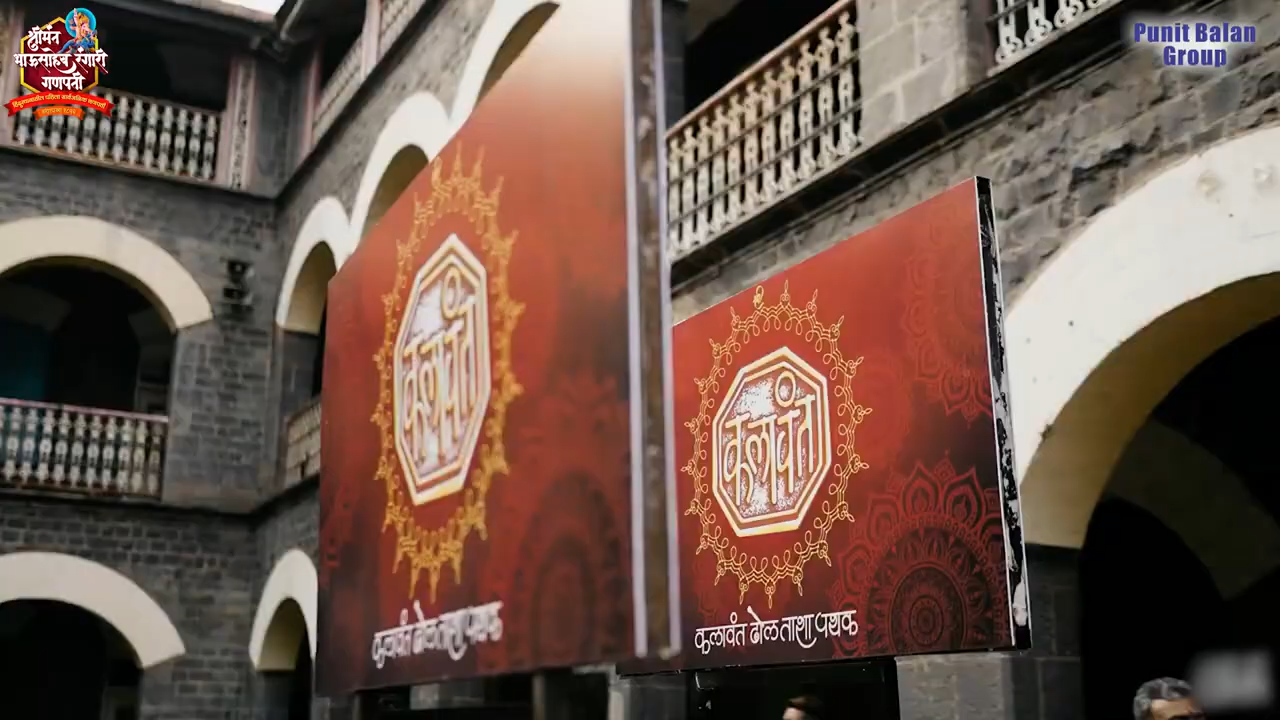 श्रीमंत
भाऊसाहेब रंगारी
गणपती
Punit Balan
Group
कलावंत
कलावंत ढोल ताशा पथक
कलावंत
कलावंत ढोल ताशा पथक